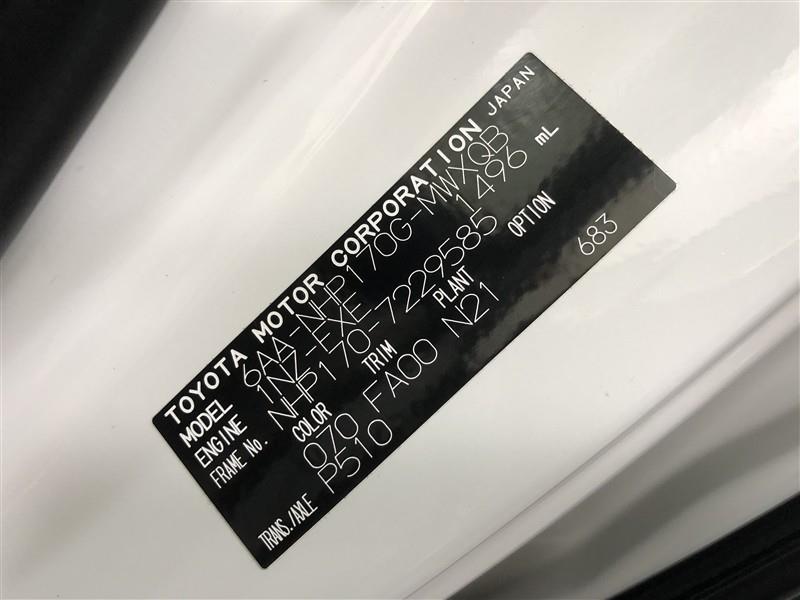 TOYOTA MOTOR CORPORATION JAPAN
MODEL 6AA-NHP170G-MWXQB
ENGINE 1NZ-FXE 1496 mL
FRAME No. NHP170-7229585
COLOR TRIM PLANT OPTION
070 FA00 N21 683
TRANS./AXLE P510